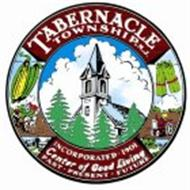 TABERNACLE
TOWNSHIP N.J.
INCORPORATED 1901
Center of Good Living
PAST - PRESENT - FUTURE